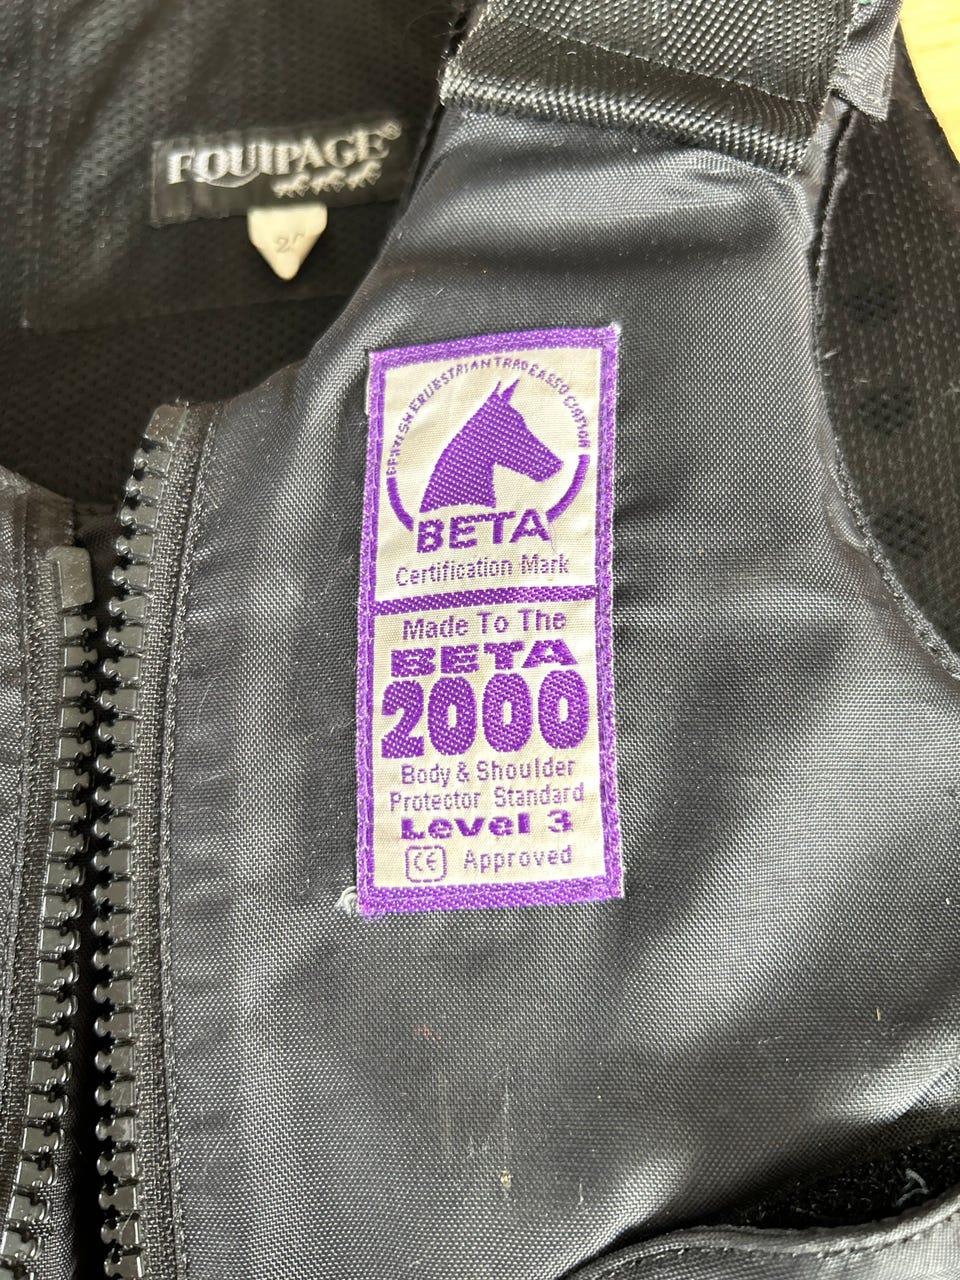 EQUIPAGE®
BRITISH EQUESTRIAN TRADE ASSOCIATION
BETA
Certification Mark
Made To The
BETA
2000
Body & Shoulder
Protector Standard
Level 3
CE Approved